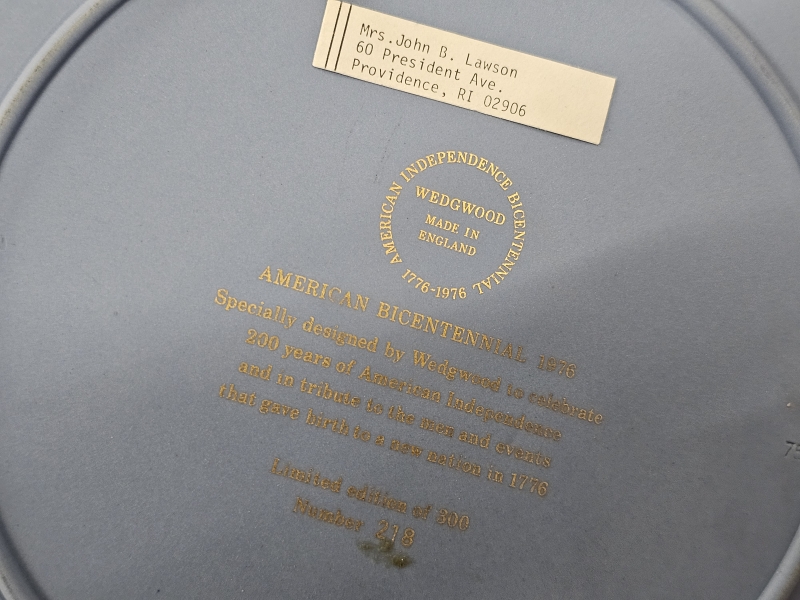 Mrs.John B. Lawson
60 President Ave.
Providence, RI 02906
AMERICAN INDEPENDENCE BICENTENNIAL
WEDGWOOD
MADE IN
ENGLAND
1776-1976
AMERICAN BICENTENNIAL 1976
Specially designed by Wedgwood to celebrate
200 years of American Independence
and in tribute to the men and events
that gave birth to a new nation in 1776
Limited edition of 300
Number 218